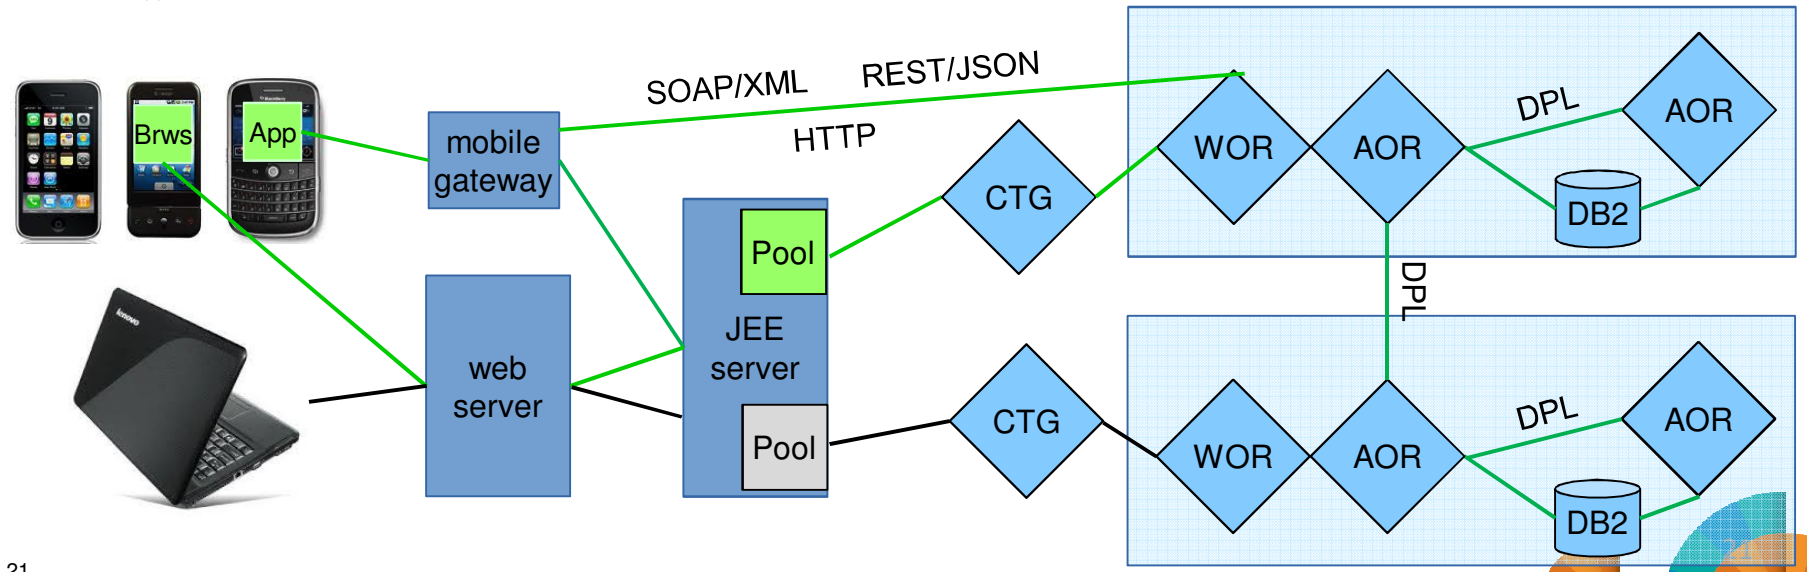 SOAP/XML REST/JSON
HTTP
Brws
App
mobile
gateway
Pool
JEE
server
Pool
web
server
lenovo
CTG
WOR
AOR
DPL
AOR
DB2
DPL
CTG
WOR
AOR
DPL
AOR
DB2
21